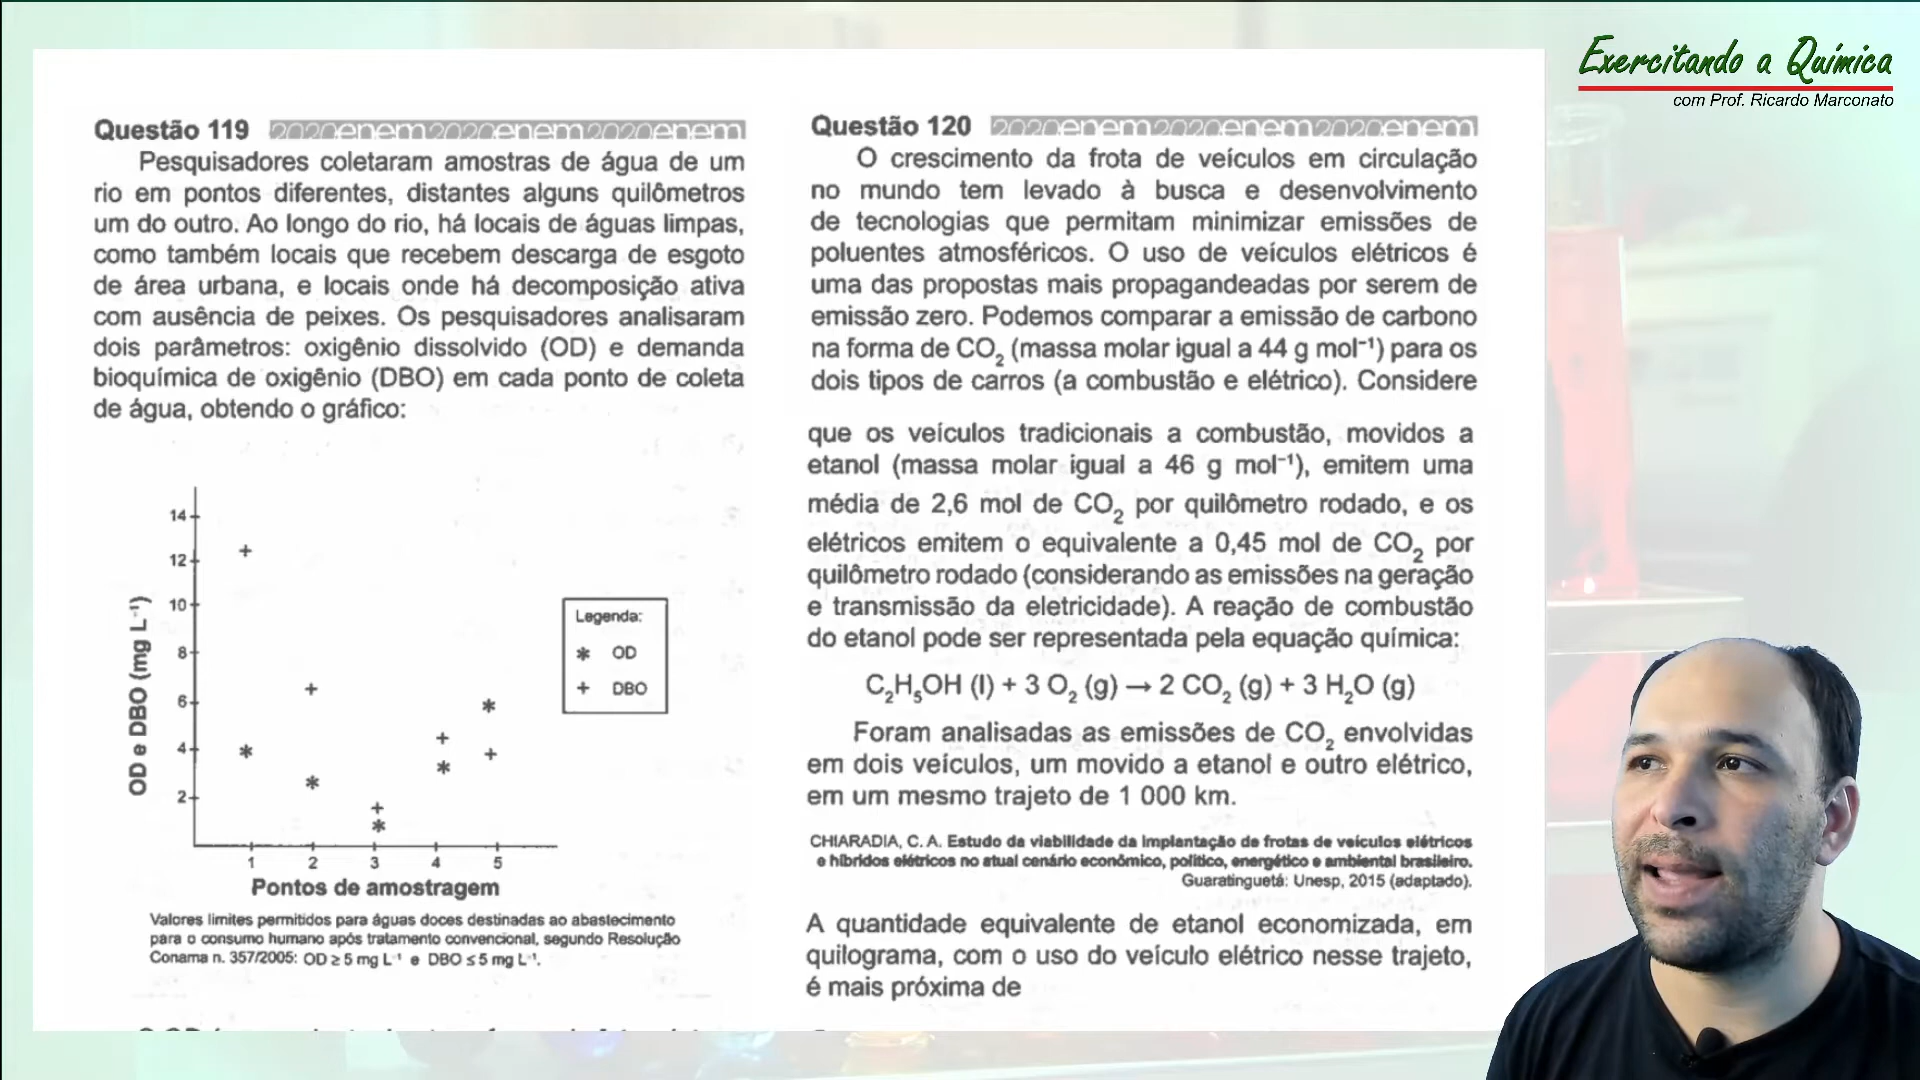 Exercitando a Química
com Prof. Ricardo Marconato
Questão 119 2020enem2020enem2020enem
Pesquisadores coletaram amostras de água de um
rio em pontos diferentes, distantes alguns quilômetros
um do outro. Ao longo do rio, há locais de águas limpas,
como também locais que recebem descarga de esgoto
de área urbana, e locais onde há decomposição ativa
com ausência de peixes. Os pesquisadores analisaram
dois parâmetros: oxigênio dissolvido (OD) e demanda
bioquímica de oxigênio (DBO) em cada ponto de coleta
de água, obtendo o gráfico:
OD e DBO (mg L⁻¹)
14
12
10
8
6
4
2
1 2 3 4 5
Pontos de amostragem
Legenda:
* OD
+ DBO
Valores limites permitidos para águas doces destinadas ao abastecimento
para o consumo humano após tratamento convencional, segundo Resolução
Conama n. 357/2005: OD ≥ 5 mg L⁻¹ e DBO ≤ 5 mg L⁻¹.
Questão 120 2020enem2020enem2020enem
O crescimento da frota de veículos em circulação
no mundo tem levado à busca e desenvolvimento
de tecnologias que permitam minimizar emissões de
poluentes atmosféricos. O uso de veículos elétricos é
uma das propostas mais propagandeadas por serem de
emissão zero. Podemos comparar a emissão de carbono
na forma de CO₂ (massa molar igual a 44 g mol⁻¹) para os
dois tipos de carros (a combustão e elétrico). Considere
que os veículos tradicionais a combustão, movidos a
etanol (massa molar igual a 46 g mol⁻¹), emitem uma
média de 2,6 mol de CO₂ por quilômetro rodado, e os
elétricos emitem o equivalente a 0,45 mol de CO₂ por
quilômetro rodado (considerando as emissões na geração
e transmissão da eletricidade). A reação de combustão
do etanol pode ser representada pela equação química:
C₂H₅OH (l) + 3 O₂ (g) → 2 CO₂ (g) + 3 H₂O (g)
Foram analisadas as emissões de CO₂ envolvidas
em dois veículos, um movido a etanol e outro elétrico,
em um mesmo trajeto de 1 000 km.
CHIARADIA, C. A. Estudo da viabilidade da implantação de frotas de veículos elétricos
e híbridos elétricos no atual cenário econômico, político, energético e ambiental brasileiro.
Guaratinguetá: Unesp, 2015 (adaptado).
A quantidade equivalente de etanol economizada, em
quilograma, com o uso do veículo elétrico nesse trajeto,
é mais próxima de